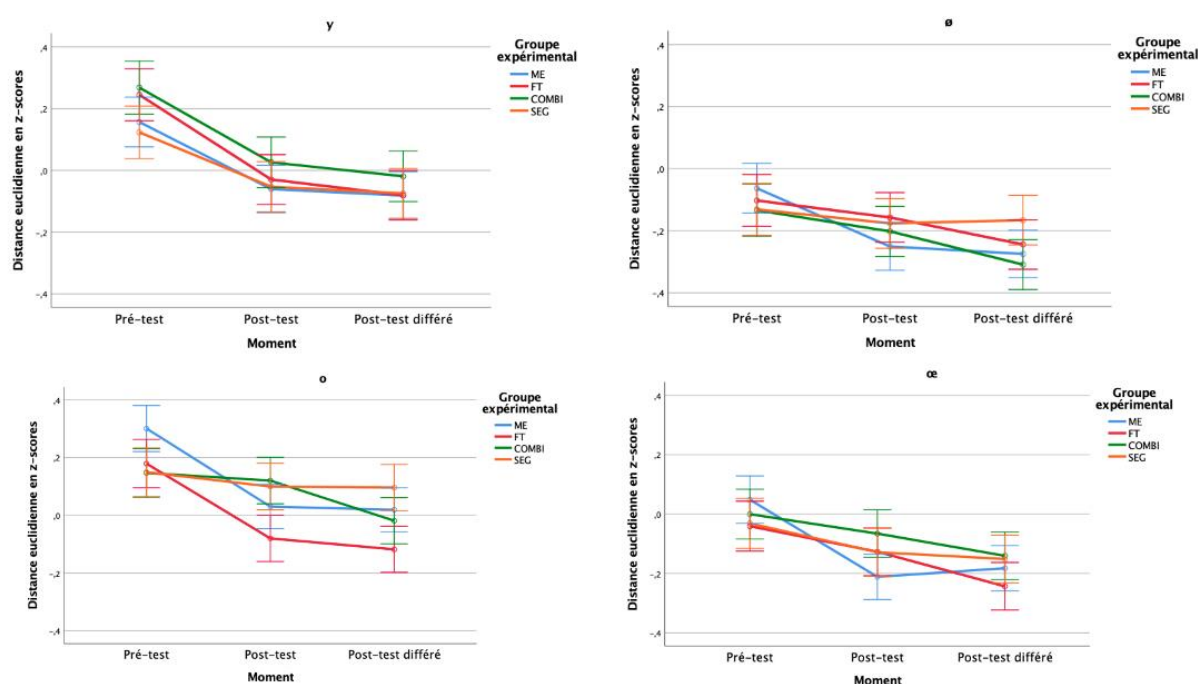 y
Distance euclidienne en z-scores
,4
,2
,0
-,2
-,4
Pré-test
Post-test
Post-test différé
Moment
Groupe
expérimental
ME
FT
COMBI
SEG
ø
Distance euclidienne en z-scores
,4
,2
,0
-,2
-,4
Pré-test
Post-test
Post-test différé
Moment
Groupe
expérimental
ME
FT
COMBI
SEG
o
Distance euclidienne en z-scores
,4
,2
,0
-,2
-,4
Pré-test
Post-test
Post-test différé
Moment
Groupe
expérimental
ME
FT
COMBI
SEG
œ
Distance euclidienne en z-scores
,4
,2
,0
-,2
-,4
Pré-test
Post-test
Post-test différé
Moment
Groupe
expérimental
ME
FT
COMBI
SEG